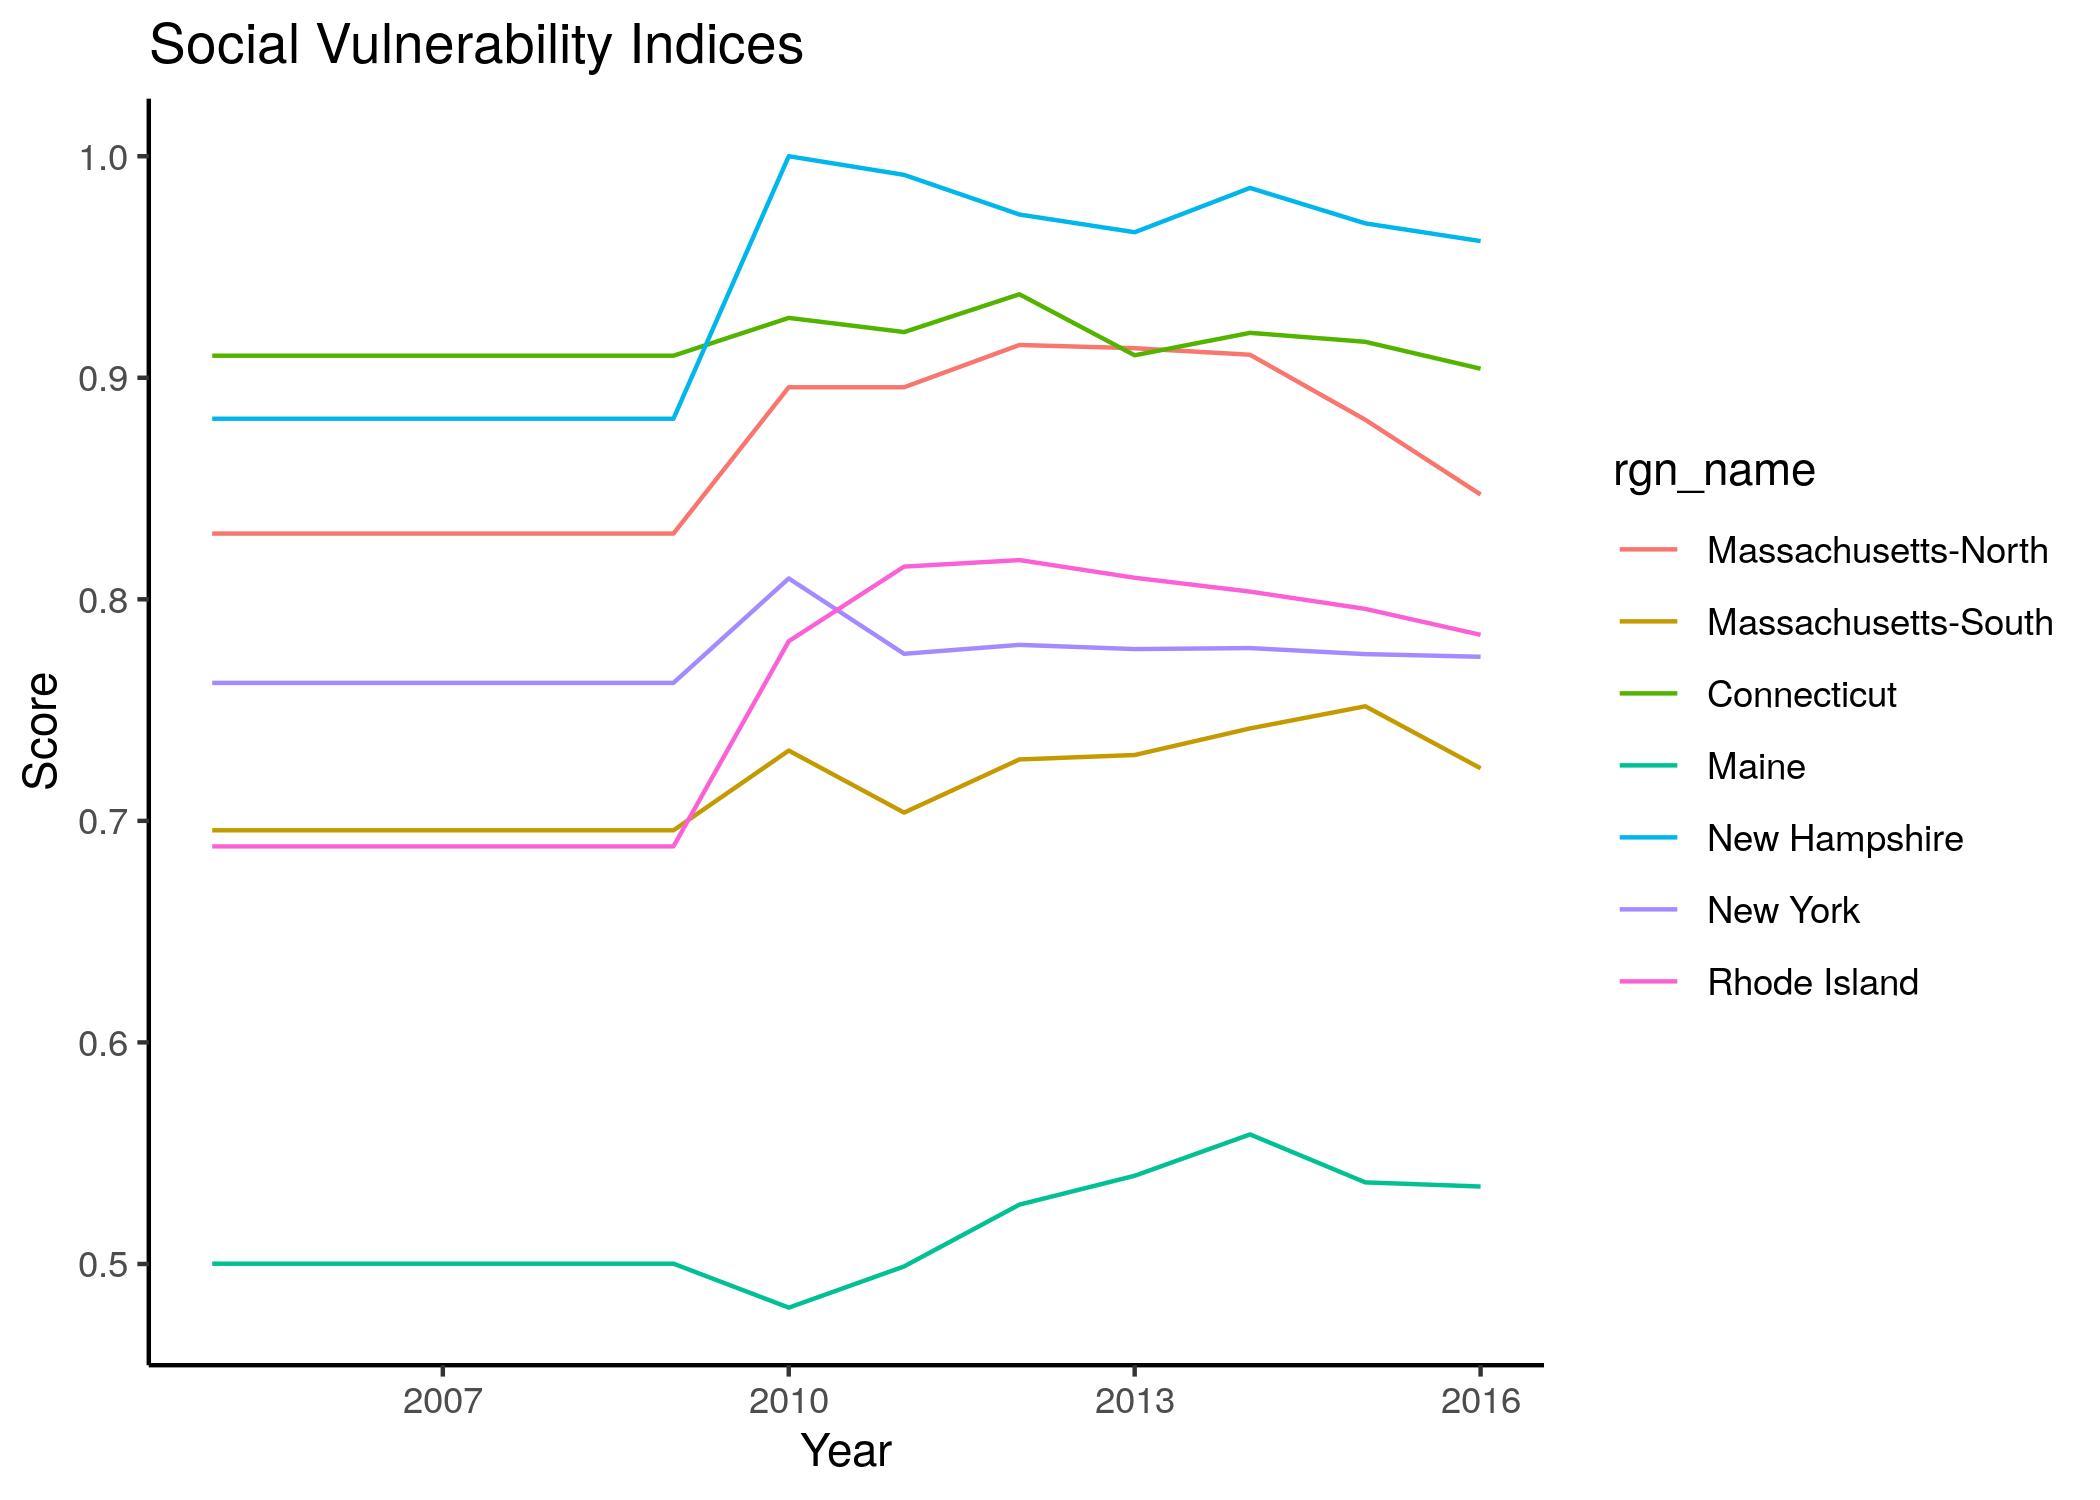 Social Vulnerability Indices
1.0
0.9
0.8
0.7
0.6
0.5
Score
2007
2010
2013
2016
Year
rgn_name
Massachusetts-North
Massachusetts-South
Connecticut
Maine
New Hampshire
New York
Rhode Island